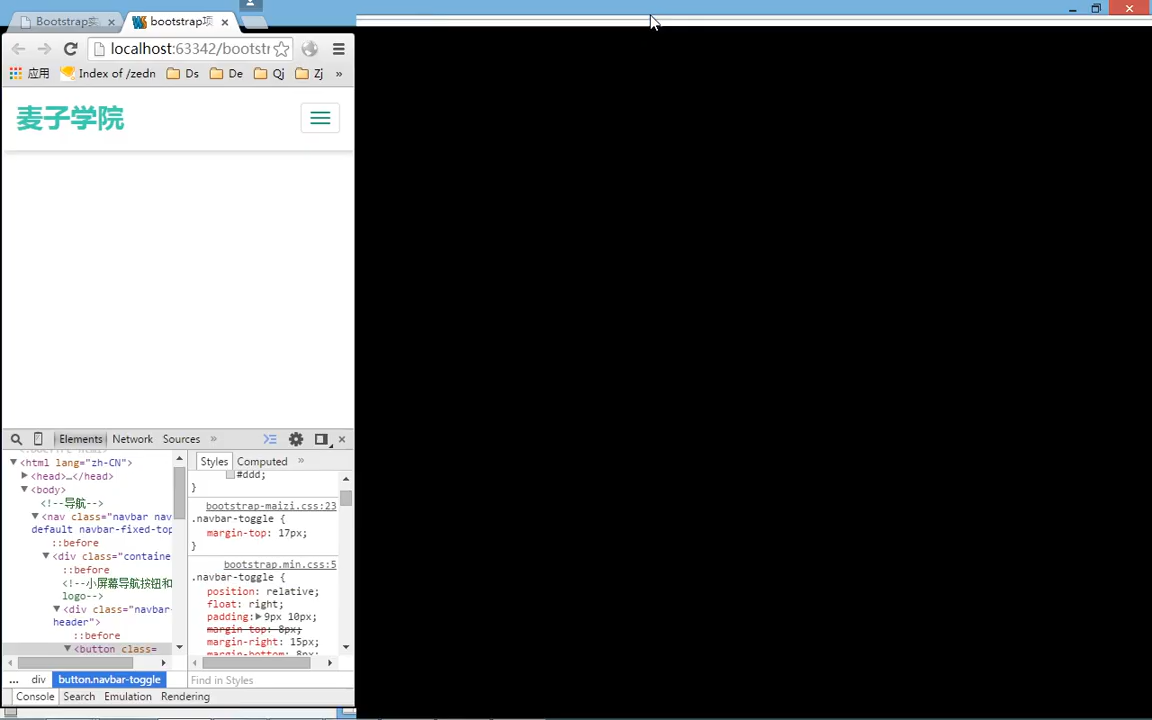 Bootstrap实
bootstrap项
localhost:63342/bootstr
应用
Index of /zedn
Ds
De
Qj
Zj
»
麦子学院
Elements
Network
Sources
»
Styles
Computed
»
<html lang="zh-CN">
<head>…</head>
<body>
<!--导航-->
<nav class="navbar nav
default navbar-fixed-top
::before
<div class="containe
::before
<!--小屏幕导航按钮和
logo-->
<div class="navbar-
header">
::before
<button class=
#ddd;
}
bootstrap-maizi.css:23
.navbar-toggle {
margin-top: 17px;
}
bootstrap.min.css:5
.navbar-toggle {
position: relative;
float: right;
padding: 9px 10px;
margin-top: 8px;
margin-right: 15px;
margin-bottom: 8px;
...
div
button.navbar-toggle
Find in Styles
Console
Search
Emulation
Rendering